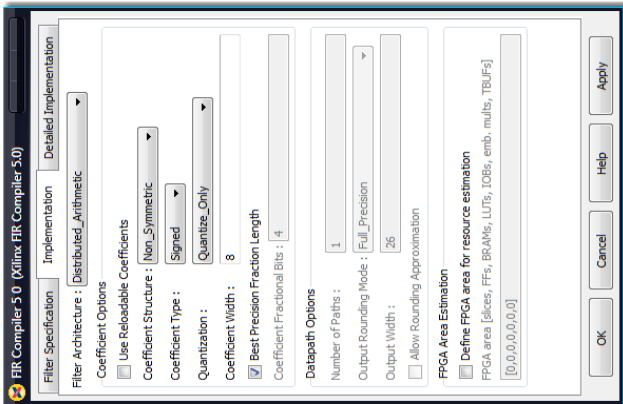 FIR Compiler 5 0 (Xilinx FIR Compiler 5.0)
Filter Specification Implementation Detailed Implementation
Filter Architecture : Distributed_Arithmetic
Coefficient Options
Use Reloadable Coefficients
Coefficient Structure : Non_Symmetric
Coefficient Type : Signed
Quantization : Quantize_Only
Coefficient Width : 8
Best Precision Fraction Length
Coefficient Fractional Bits : 4
Datapath Options
Number of Paths : 1
Output Rounding Mode : Full_Precision
Output Width : 26
Allow Rounding Approximation
FPGA Area Estimation
Define FPGA area for resource estimation
FPGA area [slices, FFs, BRAMs, LUTs, IOBs, emb. mults, TBUFs]
[0,0,0,0,0,0,0]
OK Cancel Help Apply